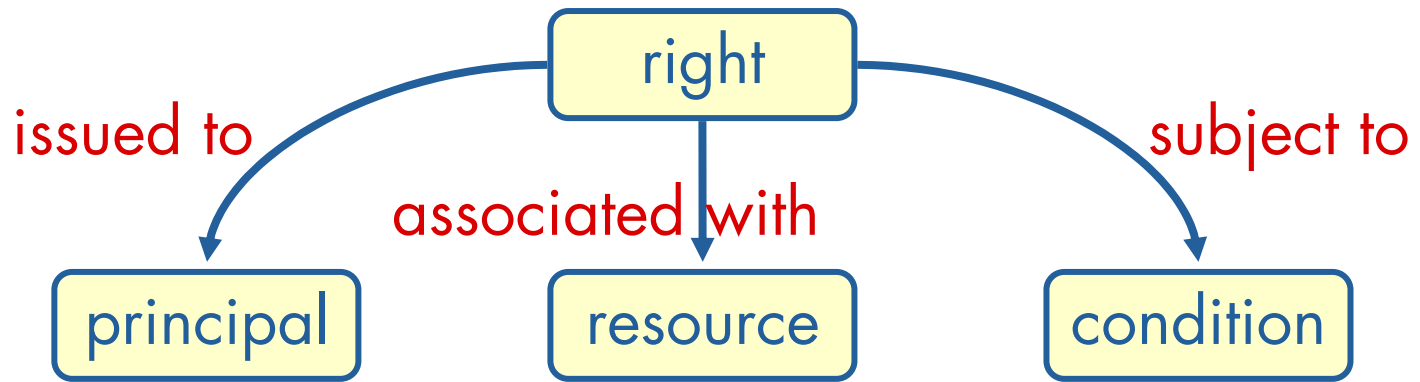 right
issued to
subject to
associated with
principal
resource
condition